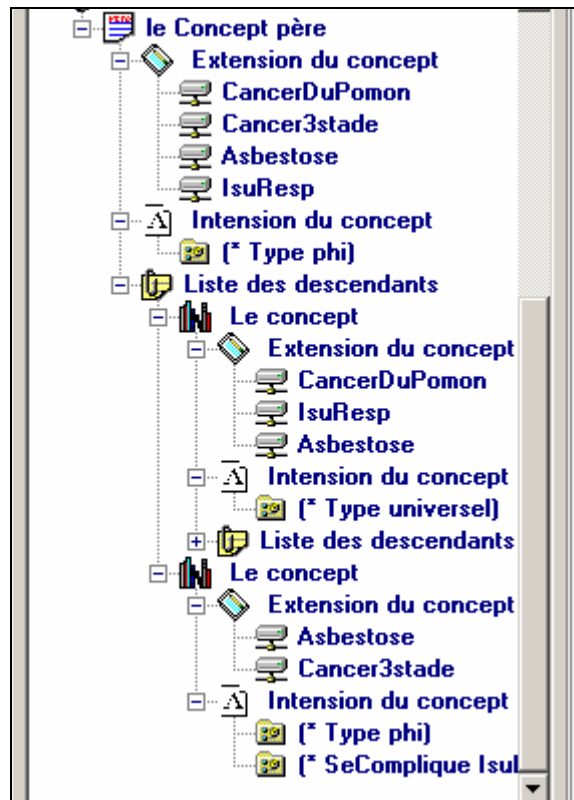 le Concept père
Extension du concept
CancerDuPomon
Cancer3stade
Asbestose
IsuResp
Intension du concept
(* Type phi)
Liste des descendants
Le concept
Extension du concept
CancerDuPomon
IsuResp
Asbestose
Intension du concept
(* Type universel)
Liste des descendants
Le concept
Extension du concept
Asbestose
Cancer3stade
Intension du concept
(* Type phi)
(* SeComplique Isul